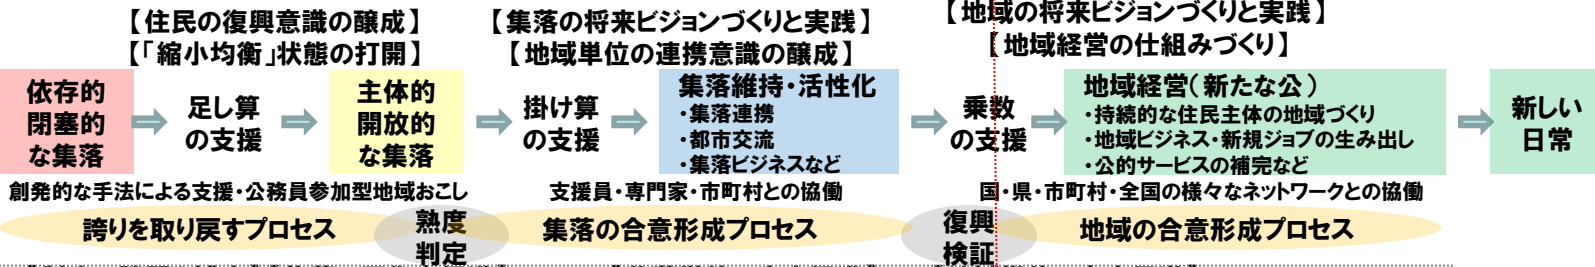 【住民の復興意識の醸成】
【「縮小均衡」状態の打開】
【集落の将来ビジョンづくりと実践】
【地域単位の連携意識の醸成】
【地域の将来ビジョンづくりと実践】
【地域経営の仕組みづくり】
依存的
閉塞的
な集落
足し算
の支援
主体的
開放的
な集落
掛け算
の支援
集落維持・活性化
・集落連携
・都市交流
・集落ビジネスなど
乗数
の支援
地域経営(新たな公)
・持続的な住民主体の地域づくり
・地域ビジネス・新規ジョブの生み出し
・公的サービスの補完など
新しい
日常
創発的な手法による支援・公務員参加型地域おこし
支援員・専門家・市町村との協働
国・県・市町村・全国の様々なネットワークとの協働
誇りを取り戻すプロセス
熟度
判定
集落の合意形成プロセス
復興
検証
地域の合意形成プロセス